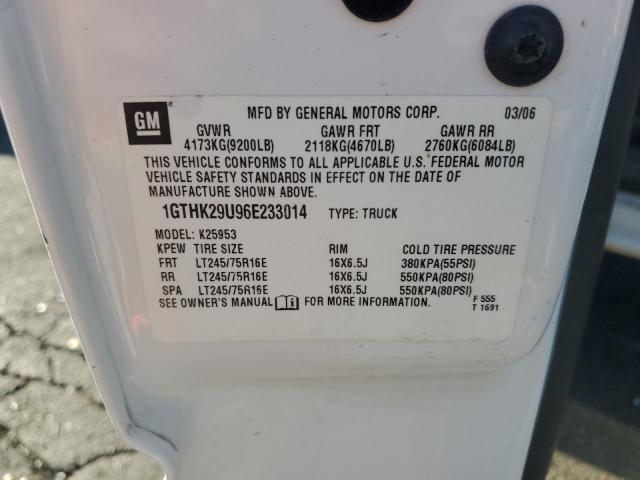 GM
MFD BY GENERAL MOTORS CORP. 03/06
GVWR GAWR FRT GAWR RR
4173KG(9200LB) 2118KG(4670LB) 2760KG(6084LB)
THIS VEHICLE CONFORMS TO ALL APPLICABLE U.S. FEDERAL MOTOR
VEHICLE SAFETY STANDARDS IN EFFECT ON THE DATE OF
MANUFACTURE SHOWN ABOVE.
1GTHK29U96E233014 TYPE: TRUCK
MODEL: K25953
KPEW TIRE SIZE RIM COLD TIRE PRESSURE
FRT LT245/75R16E 16X6.5J 380KPA(55PSI)
RR LT245/75R16E 16X6.5J 550KPA(80PSI)
SPA LT245/75R16E 16X6.5J 550KPA(80PSI)
SEE OWNER'S MANUAL FOR MORE INFORMATION. F 555
T 1691